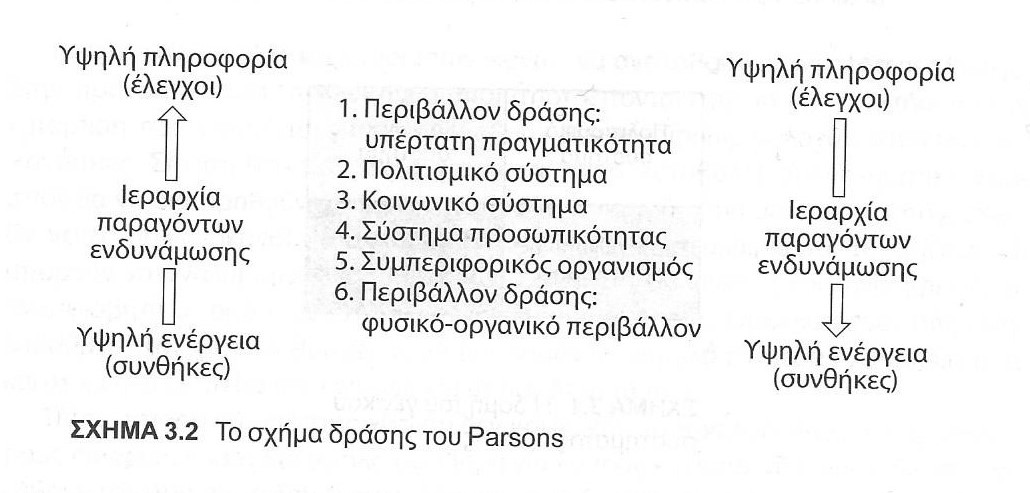 Υψηλή πληροφορία
(έλεγχοι)
Ιεραρχία
παραγόντων
ενδυνάμωσης
Υψηλή ενέργεια
(συνθήκες)
1. Περιβάλλον δράσης:
υπέρτατη πραγματικότητα
2. Πολιτισμικό σύστημα
3. Κοινωνικό σύστημα
4. Σύστημα προσωπικότητας
5. Συμπεριφορικός οργανισμός
6. Περιβάλλον δράσης:
φυσικό-οργανικό περιβάλλον
Υψηλή πληροφορία
(έλεγχοι)
Ιεραρχία
παραγόντων
ενδυνάμωσης
Υψηλή ενέργεια
(συνθήκες)
ΣΧΗΜΑ 3.2 Το σχήμα δράσης του Parsons